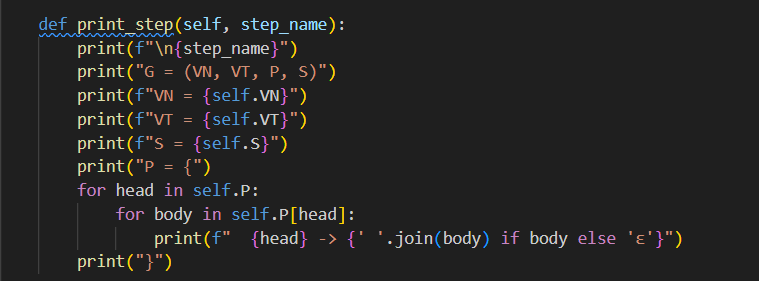 def print_step(self, step_name):
    print(f"\n{step_name}")
    print("G = (VN, VT, P, S)")
    print(f"VN = {self.VN}")
    print(f"VT = {self.VT}")
    print(f"S = {self.S}")
    print("P = {")
    for head in self.P:
        for body in self.P[head]:
            print(f"  {head} -> {' '.join(body) if body else 'ε'}")
    print("}")